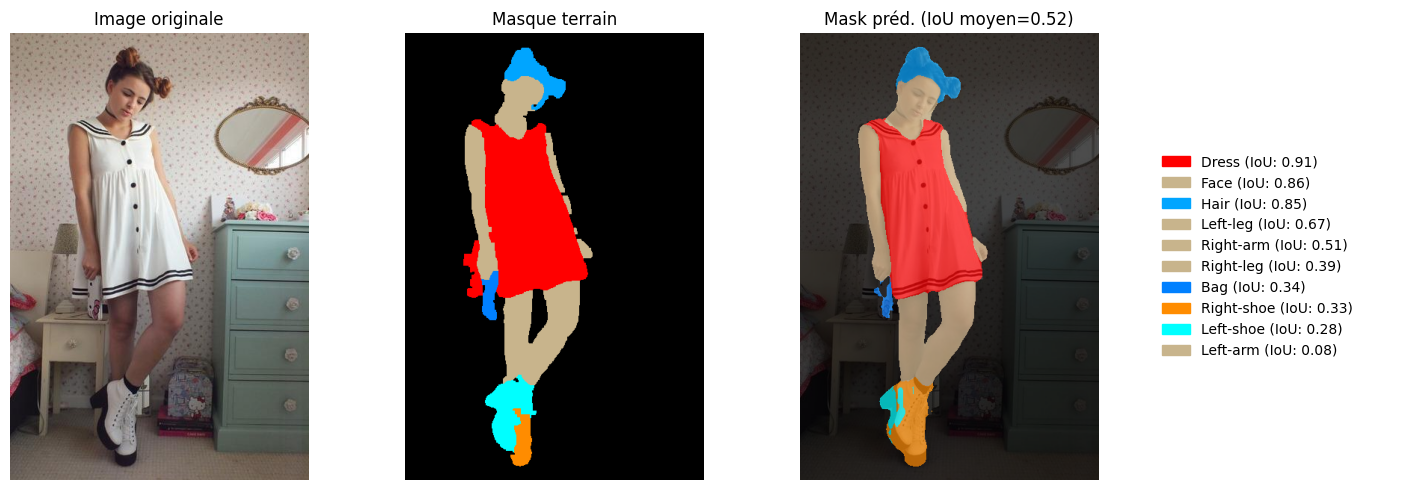 Image originale
Masque terrain
Mask préd. (IoU moyen=0.52)
Dress (IoU: 0.91)
Face (IoU: 0.86)
Hair (IoU: 0.85)
Left-leg (IoU: 0.67)
Right-arm (IoU: 0.51)
Right-leg (IoU: 0.39)
Bag (IoU: 0.34)
Right-shoe (IoU: 0.33)
Left-shoe (IoU: 0.28)
Left-arm (IoU: 0.08)